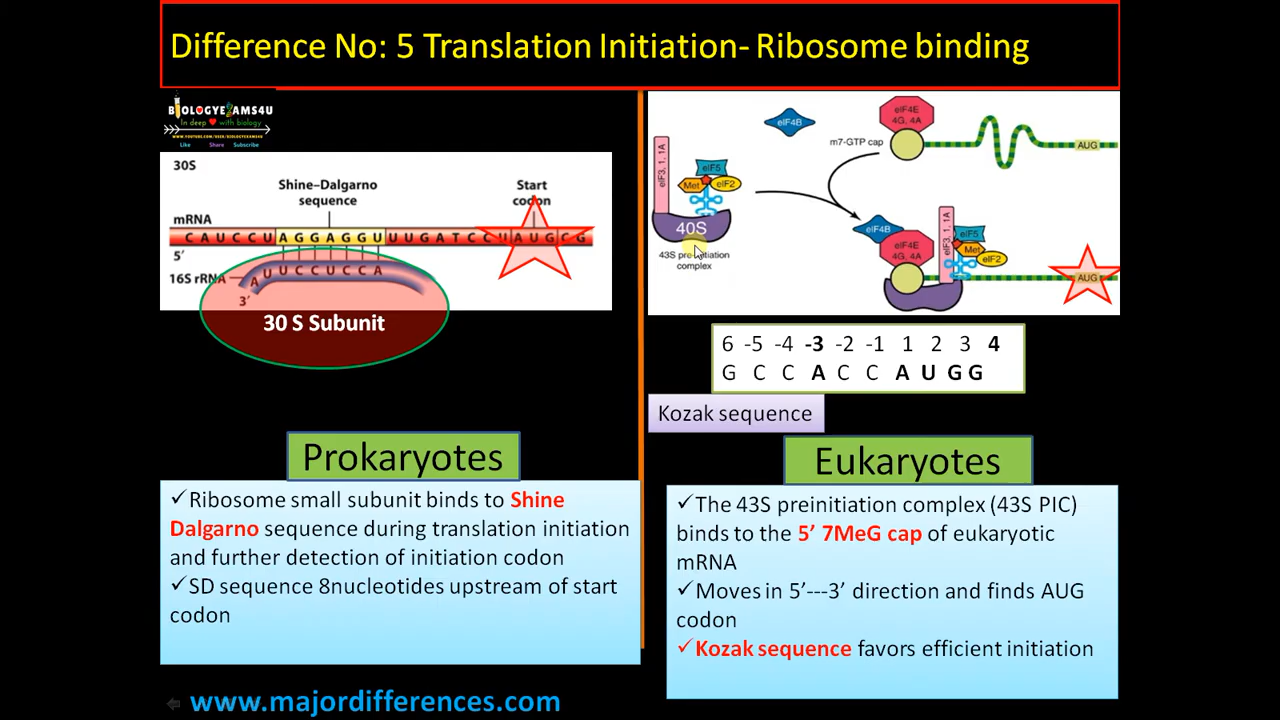 Difference No: 5 Translation Initiation- Ribosome binding
BIOLOGYEXAMS4U
In deep with biology
WWW.YOUTUBE.COM/USER/BIOLOGYEXAMS4U
Like Share Subscribe
30S
Shine–Dalgarno
sequence
Start
codon
mRNA
C A U C C U A G G A G G U U U G A T C C U A U G C G
5'
16S rRNA
A U U C C U C C A
3'
30 S Subunit
eIF4B
eIF4E
4G, 4A
m7-GTP cap
AUG
eIF3, 1, 1A
eIF5
Met
eIF2
40S
43S preinitiation
complex
eIF4B
eIF4E
4G, 4A
eIF3, 1, 1A
eIF5
Met
eIF2
AUG
6 -5 -4 -3 -2 -1 1 2 3 4
G C C A C C A U G G
Kozak sequence
Prokaryotes
Eukaryotes
✓Ribosome small subunit binds to Shine
Dalgarno sequence during translation initiation
and further detection of initiation codon
✓SD sequence 8nucleotides upstream of start
codon
✓The 43S preinitiation complex (43S PIC)
binds to the 5’ 7MeG cap of eukaryotic
mRNA
✓Moves in 5’---3’ direction and finds AUG
codon
✓Kozak sequence favors efficient initiation
www.majordifferences.com